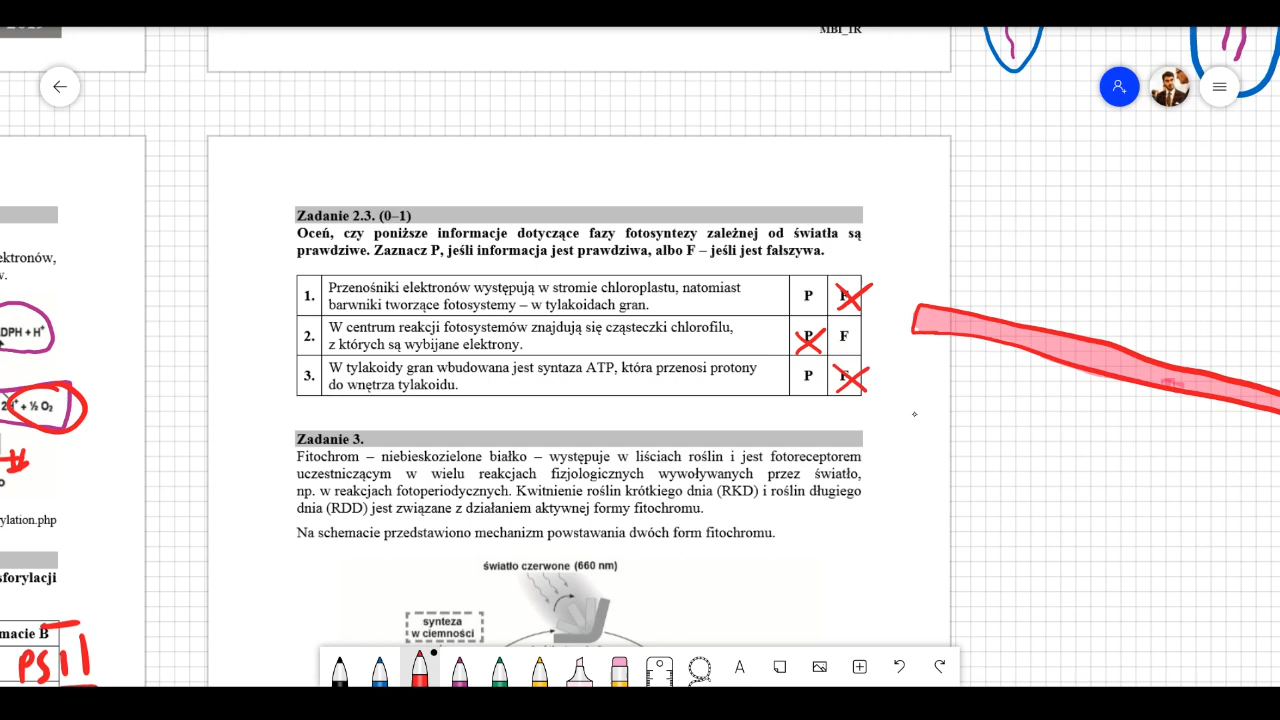 MBI_1R
Zadanie 2.3. (0–1)
Oceń, czy poniższe informacje dotyczące fazy fotosyntezy zależnej od światła są
prawdziwe. Zaznacz P, jeśli informacja jest prawdziwa, albo F – jeśli jest fałszywa.
1. Przenośniki elektronów występują w stromie chloroplastu, natomiast
barwniki tworzące fotosystemy – w tylakoidach gran. P F
2. W centrum reakcji fotosystemów znajdują się cząsteczki chlorofilu,
z których są wybijane elektrony. P F
3. W tylakoidy gran wbudowana jest syntaza ATP, która przenosi protony
do wnętrza tylakoidu. P F
Zadanie 3.
Fitochrom – niebieskozielone białko – występuje w liściach roślin i jest fotoreceptorem
uczestniczącym w wielu reakcjach fizjologicznych wywoływanych przez światło,
np. w reakcjach fotoperiodycznych. Kwitnienie roślin krótkiego dnia (RKD) i roślin długiego
dnia (RDD) jest związane z działaniem aktywnej formy fitochromu.
Na schemacie przedstawiono mechanizm powstawania dwóch form fitochromu.
światło czerwone (660 nm)
synteza
w ciemności
ektronów,
w.
DPH + H⁺
2H⁺ + ½ O₂
o
ylation.php
sforylacji
macie B
PS II
A